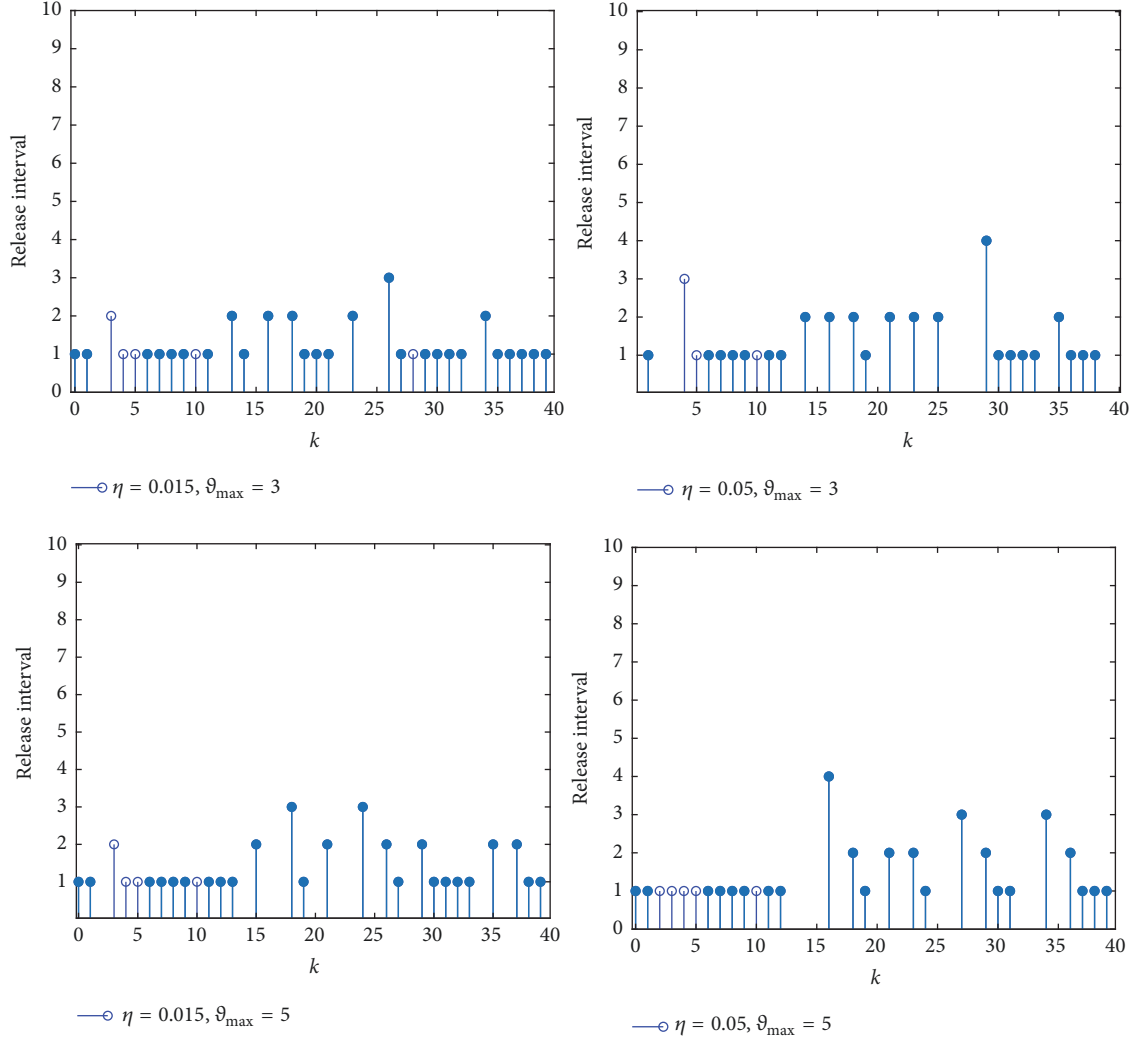 10
9
8
7
6
5
4
3
2
1
0
Release interval
0 5 10 15 20 25 30 35 40
k
η = 0.015, ϑmax = 3
10
9
8
7
6
5
4
3
2
1
Release interval
5 10 15 20 25 30 35 40
k
η = 0.05, ϑmax = 3
10
9
8
7
6
5
4
3
2
1
Release interval
0 5 10 15 20 25 30 35 40
k
η = 0.015, ϑmax = 5
10
9
8
7
6
5
4
3
2
1
0
Release interval
0 5 10 15 20 25 30 35 40
k
η = 0.05, ϑmax = 5